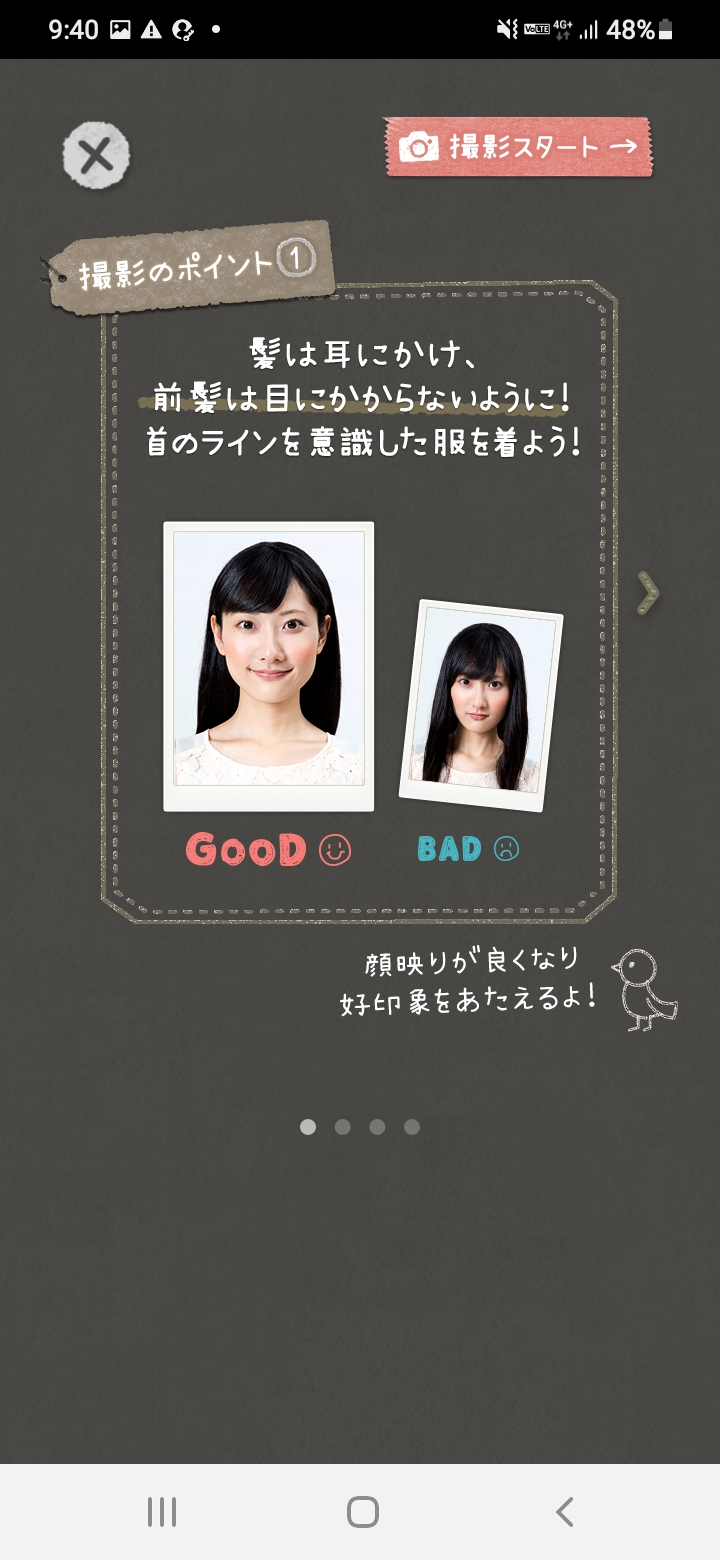 9:40
VoLTE 4G+ 48%
撮影スタート →
撮影のポイント①
髪は耳にかけ、
前髪は目にかからないように!
首のラインを意識した服を着よう!
GOOD
BAD
顔映りが良くなり
好印象をあたえるよ!